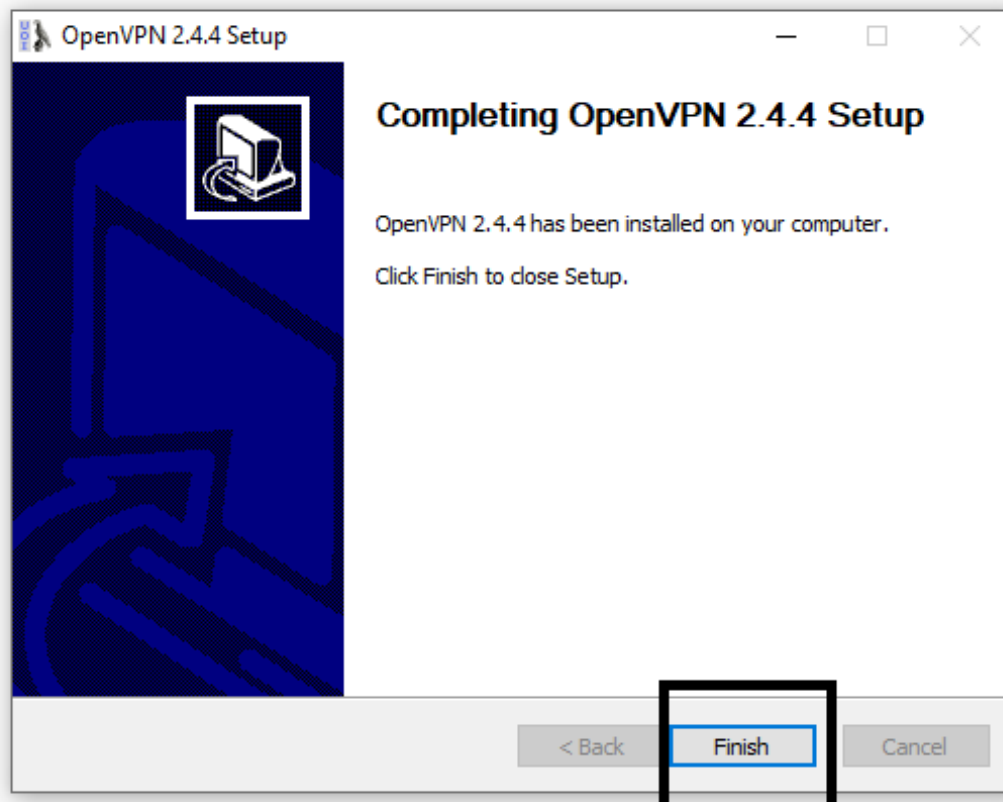 OpenVPN 2.4.4 Setup
Completing OpenVPN 2.4.4 Setup
OpenVPN 2.4.4 has been installed on your computer.
Click Finish to close Setup.
< Back
Finish
Cancel